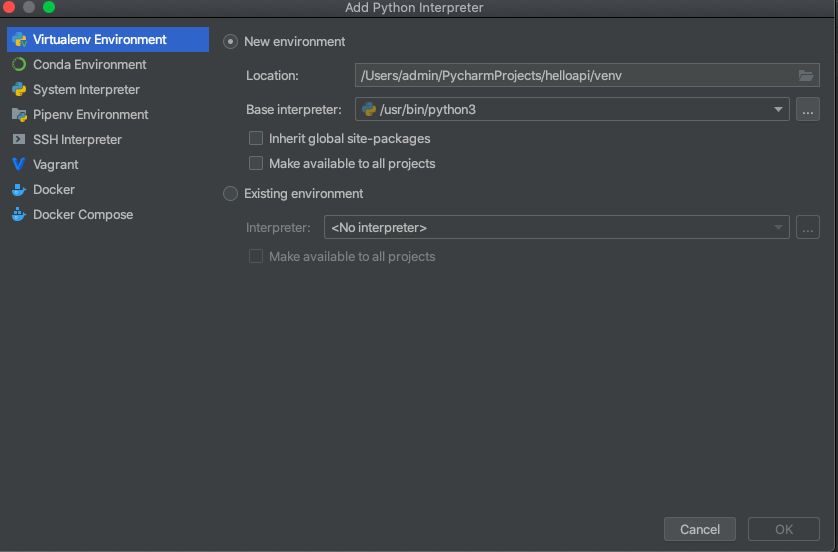 Add Python Interpreter
Virtualenv Environment
Conda Environment
System Interpreter
Pipenv Environment
SSH Interpreter
Vagrant
Docker
Docker Compose
New environment
Location: /Users/admin/PycharmProjects/helloapi/venv
Base interpreter: /usr/bin/python3 ...
Inherit global site-packages
Make available to all projects
Existing environment
Interpreter: <No interpreter> ...
Make available to all projects
Cancel OK